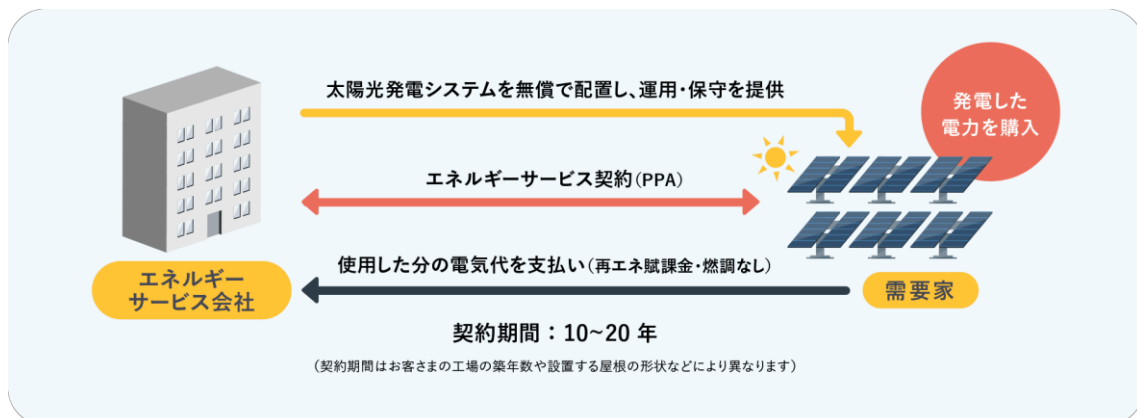 太陽光発電システムを無償で配置し、運用・保守を提供
発電した
電力を購入
エネルギーサービス契約(PPA)
使用した分の電気代を支払い(再エネ賦課金・燃調なし)
エネルギー
サービス会社
需要家
契約期間：10~20 年
(契約期間はお客さまの工場の築年数や設置する屋根の形状などにより異なります)